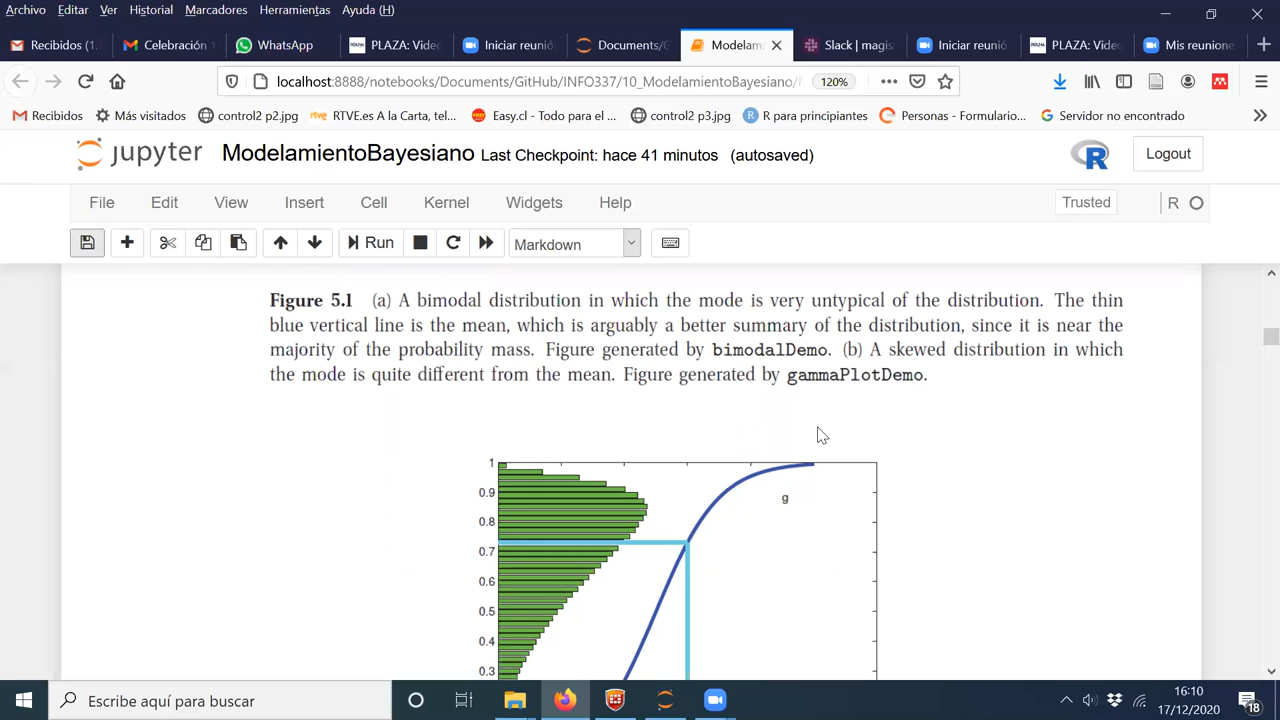 Archivo Editar Ver Historial Marcadores Herramientas Ayuda (H)
Recibidos (1. Celebración 1 WhatsApp PLAZA: Vide Iniciar reunió Documents/G Modelam Slack | magis Iniciar reunió PLAZA: Vide Mis reunione
localhost:8888/notebooks/Documents/GitHub/INFO337/10_ModelamientoBayesiano/ 120%
Recibidos Más visitados control2 p2.jpg RTVE.es A la Carta, tel... Easy.cl - Todo para el ... control2 p3.jpg R para principiantes Personas - Formulario... Servidor no encontrado
jupyter ModelamientoBayesiano Last Checkpoint: hace 41 minutos (autosaved) R Logout
File Edit View Insert Cell Kernel Widgets Help Trusted R
Run Markdown
Figure 5.1 (a) A bimodal distribution in which the mode is very untypical of the distribution. The thin
blue vertical line is the mean, which is arguably a better summary of the distribution, since it is near the
majority of the probability mass. Figure generated by bimodalDemo. (b) A skewed distribution in which
the mode is quite different from the mean. Figure generated by gammaPlotDemo.
1
0.9
g
0.8
0.7
0.6
0.5
0.4
0.3
Escribe aquí para buscar
16:10
17/12/2020
18